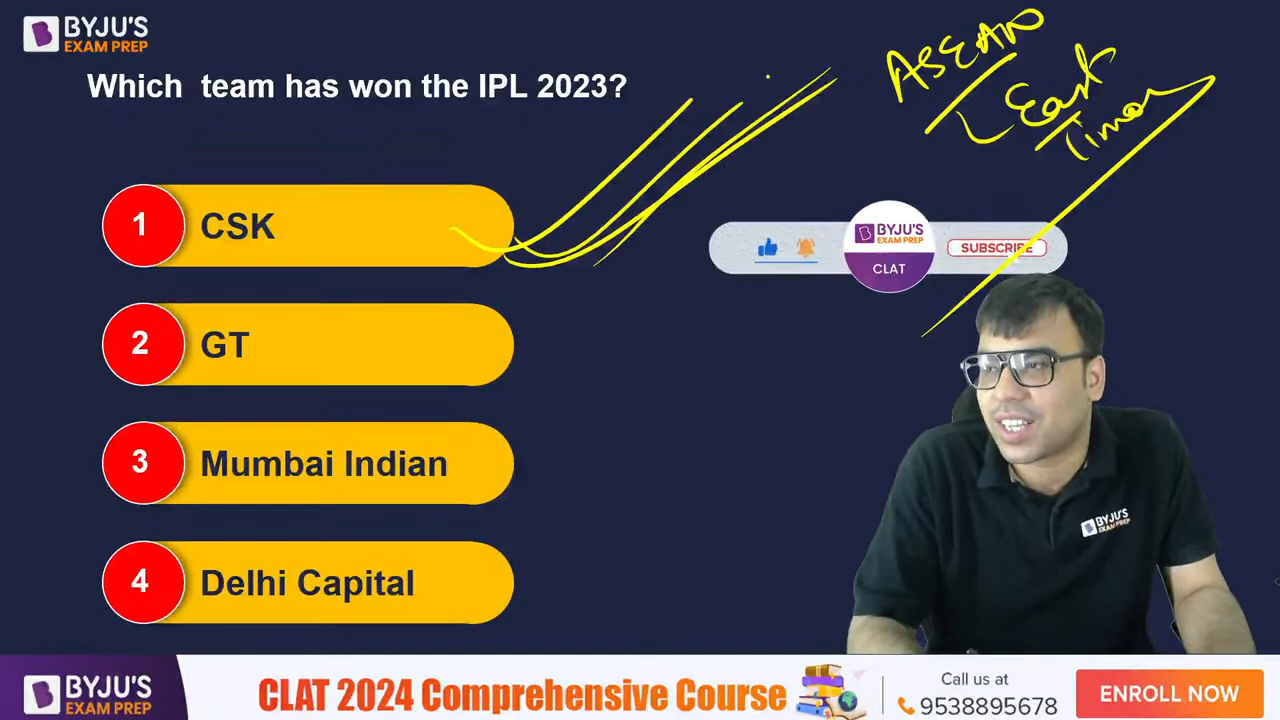 BYJU'S
EXAM PREP
Which team has won the IPL 2023?
ASEAN
East
Timor
1 CSK
2 GT
3 Mumbai Indian
4 Delhi Capital
BYJU'S
EXAM PREP
CLAT
SUBSCRIBE
BYJU'S
EXAM PREP
BYJU'S
EXAM PREP
CLAT 2024 Comprehensive Course
Call us at
9538895678
ENROLL NOW